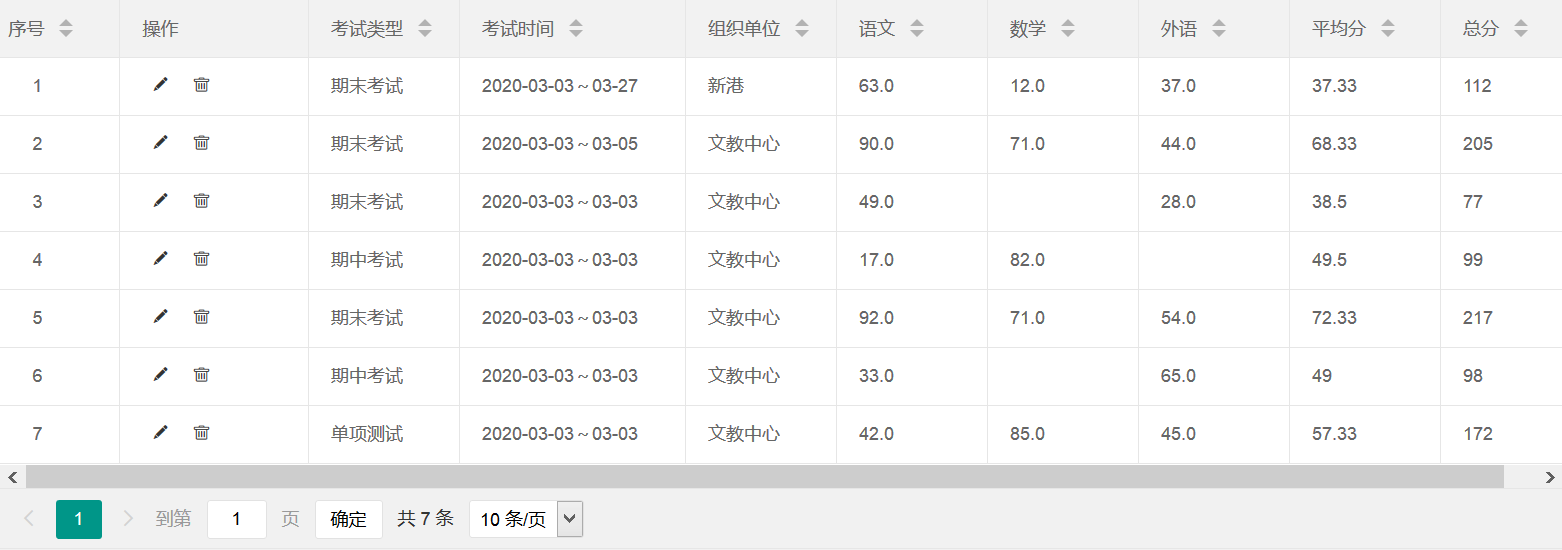 序号 操作 考试类型 考试时间 组织单位 语文 数学 外语 平均分 总分
1 期末考试 2020-03-03 ~ 03-27 新港 63.0 12.0 37.0 37.33 112
2 期末考试 2020-03-03 ~ 03-05 文教中心 90.0 71.0 44.0 68.33 205
3 期末考试 2020-03-03 ~ 03-03 文教中心 49.0 28.0 38.5 77
4 期中考试 2020-03-03 ~ 03-03 文教中心 17.0 82.0 49.5 99
5 期末考试 2020-03-03 ~ 03-03 文教中心 92.0 71.0 54.0 72.33 217
6 期中考试 2020-03-03 ~ 03-03 文教中心 33.0 65.0 49 98
7 单项测试 2020-03-03 ~ 03-03 文教中心 42.0 85.0 45.0 57.33 172
1 到第 1 页 确定 共 7 条 10 条/页